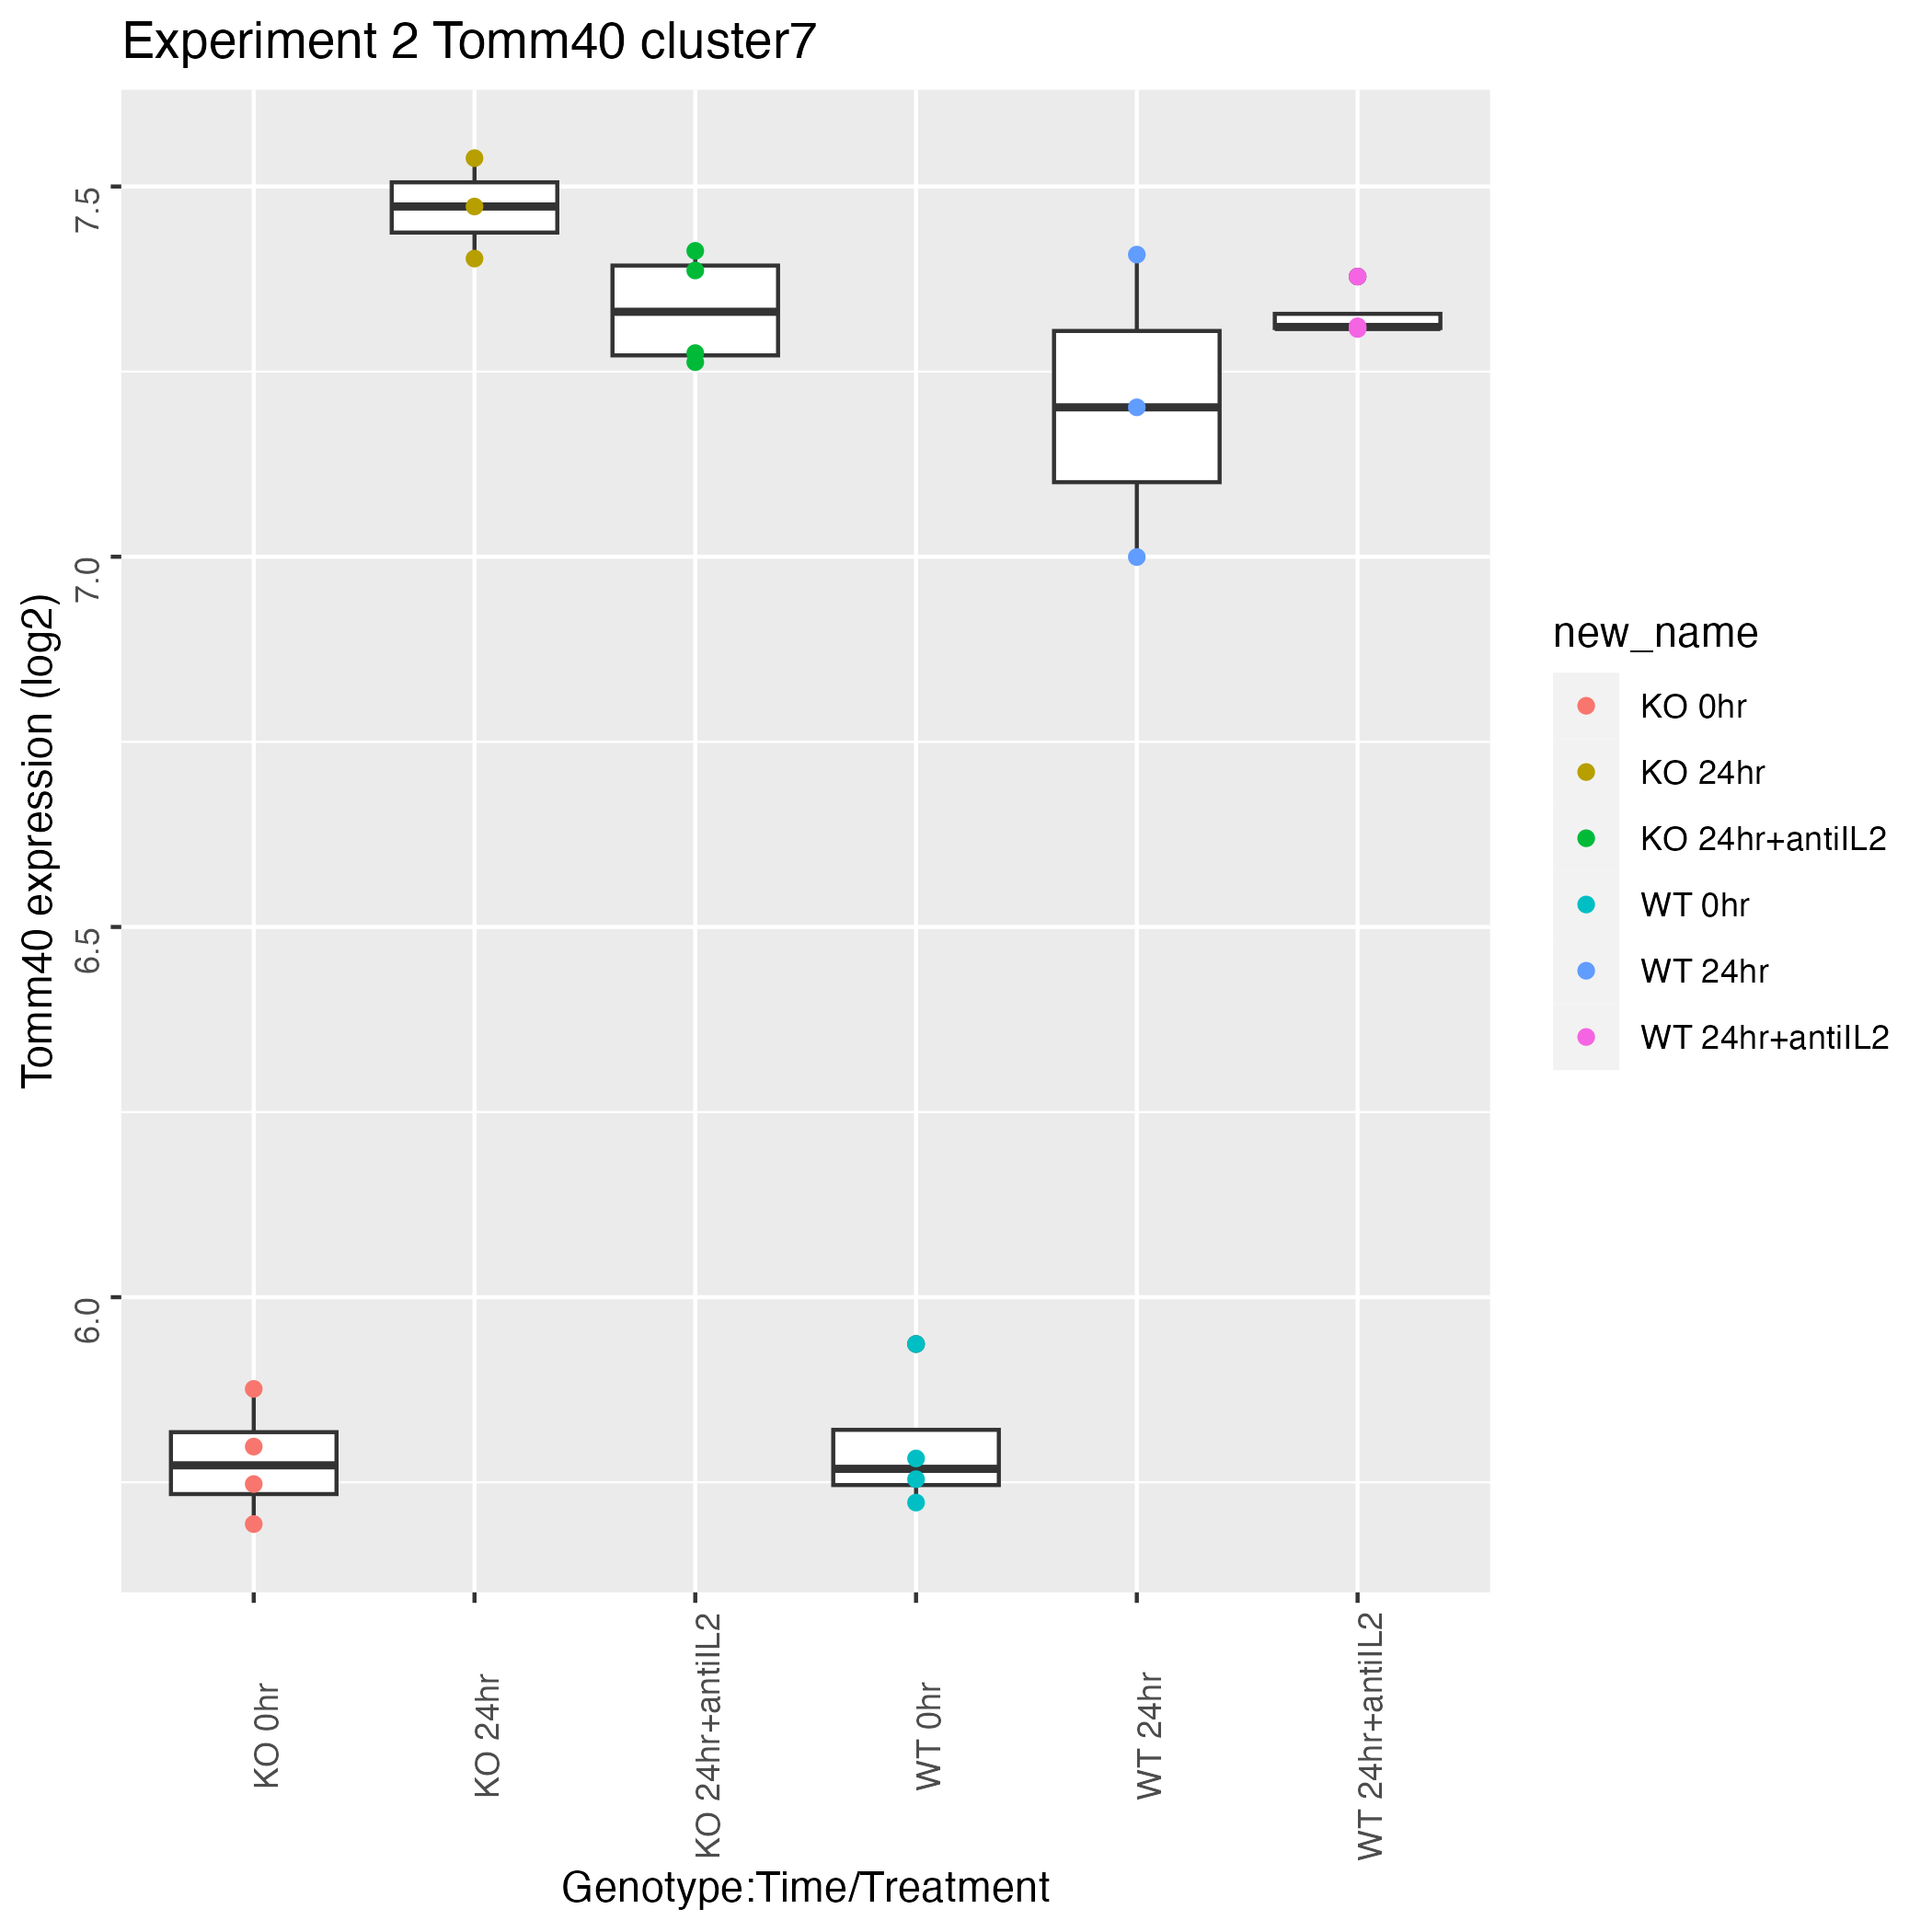 Experiment 2 Tomm40 cluster7
Tomm40 expression (log2)
7.5
7.0
6.5
6.0
KO 0hr
KO 24hr
KO 24hr+antiIL2
WT 0hr
WT 24hr
WT 24hr+antiIL2
Genotype:Time/Treatment
new_name
KO 0hr
KO 24hr
KO 24hr+antiIL2
WT 0hr
WT 24hr
WT 24hr+antiIL2